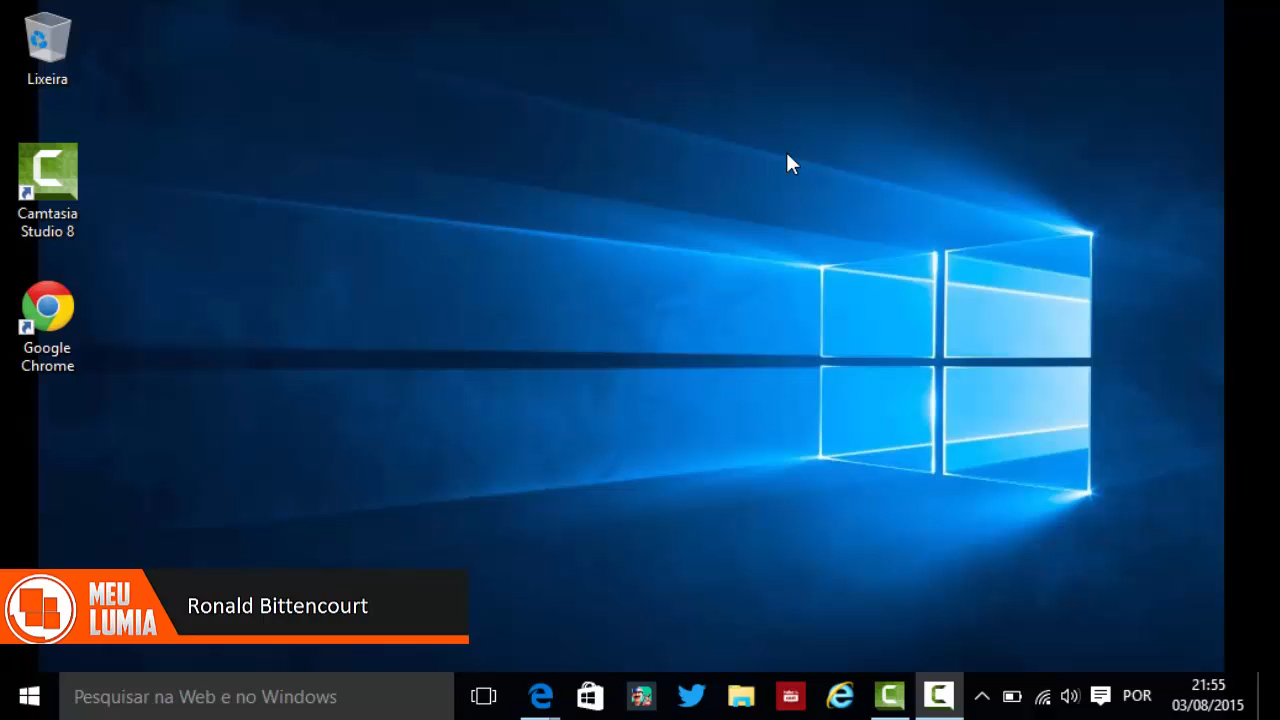 Lixeira
Camtasia
Studio 8
Google
Chrome
MEU
LUMIA
Ronald Bittencourt
Pesquisar na Web e no Windows
POR
21:55
03/08/2015